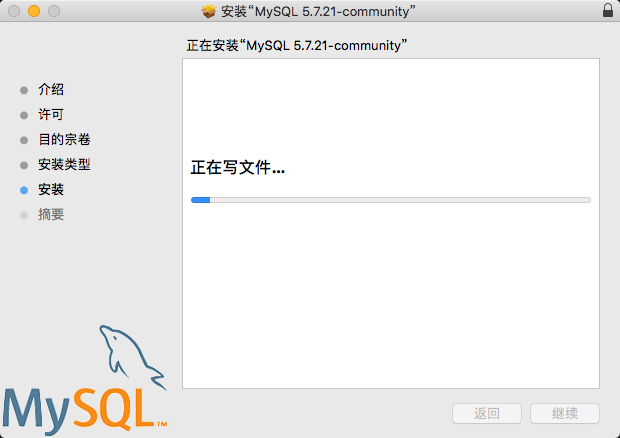 安装“MySQL 5.7.21-community”
正在安装“MySQL 5.7.21-community”
介绍
许可
目的宗卷
安装类型
安装
摘要
正在写文件...
MySQL™
返回
继续